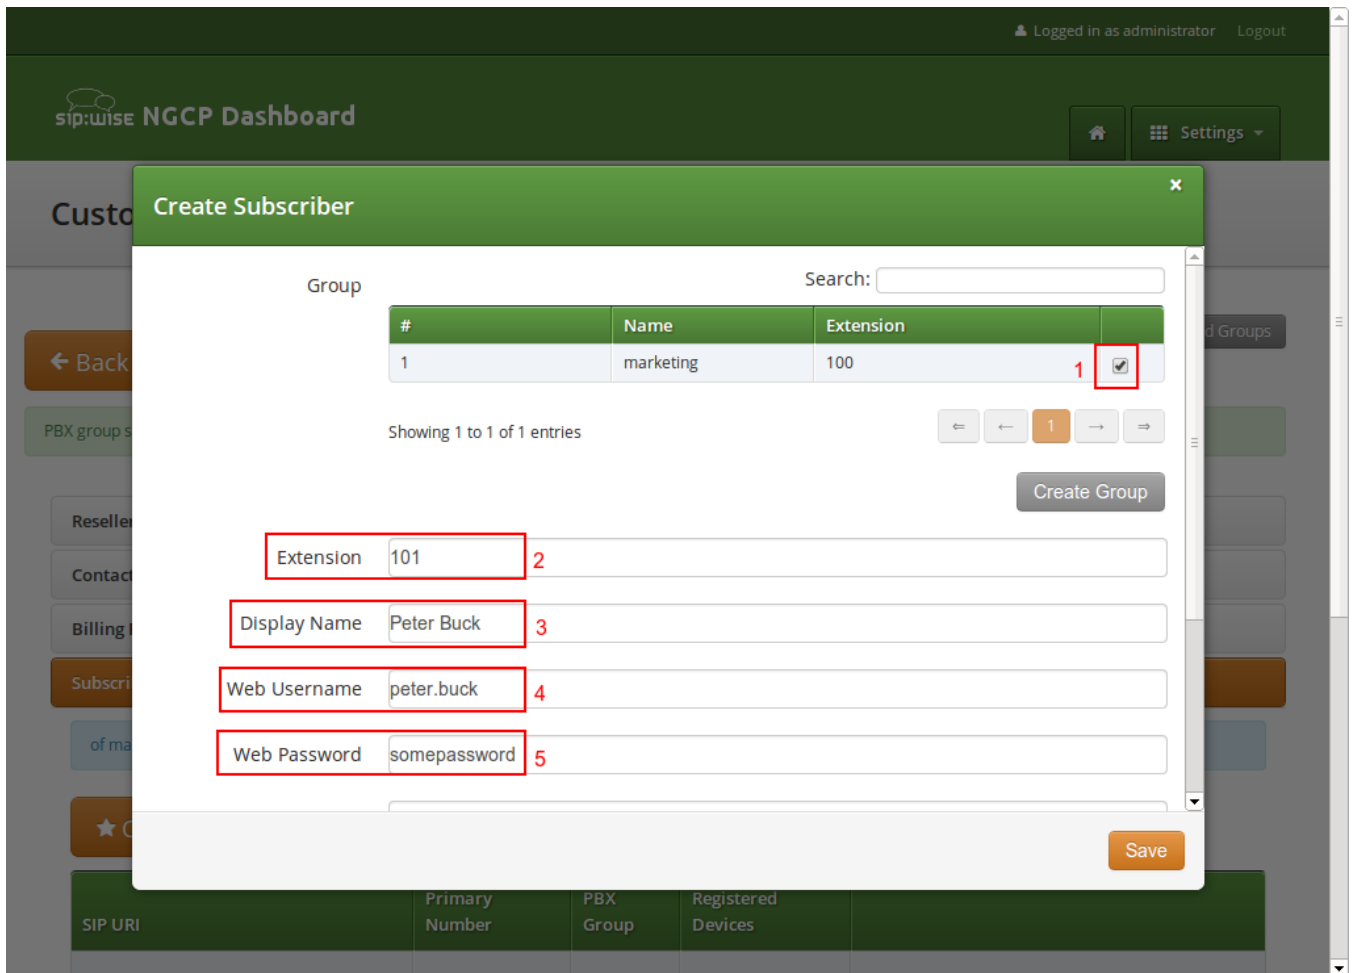 Logged in as administrator Logout
sip:wise NGCP Dashboard
Settings
Custo
Create Subscriber
×
Group
Search:
# Name Extension
1 marketing 100
1
d Groups
Back
PBX group s
Showing 1 to 1 of 1 entries
⇐ ← 1 → ⇒
Create Group
Reseller
Extension 101 2
Contact
Display Name Peter Buck 3
Billing
Web Username peter.buck 4
Subscri
Web Password somepassword 5
of ma
Save
SIP URI
Primary Number
PBX Group
Registered Devices